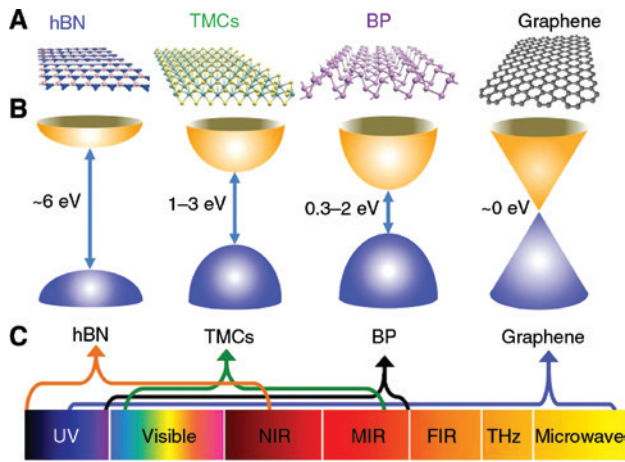 A hBN TMCs BP Graphene
B
~6 eV 1–3 eV 0.3–2 eV ~0 eV
C hBN TMCs BP Graphene
UV Visible NIR MIR FIR THz Microwave